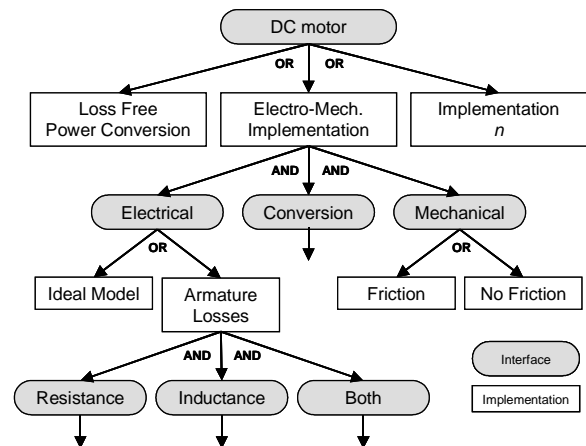 DC motor
OR OR
Loss Free
Power Conversion
Electro-Mech.
Implementation
Implementation
n
AND AND
Electrical
Conversion
Mechanical
OR
OR
Ideal Model
Armature
Losses
Friction
No Friction
AND AND
Resistance
Inductance
Both
Interface
Implementation